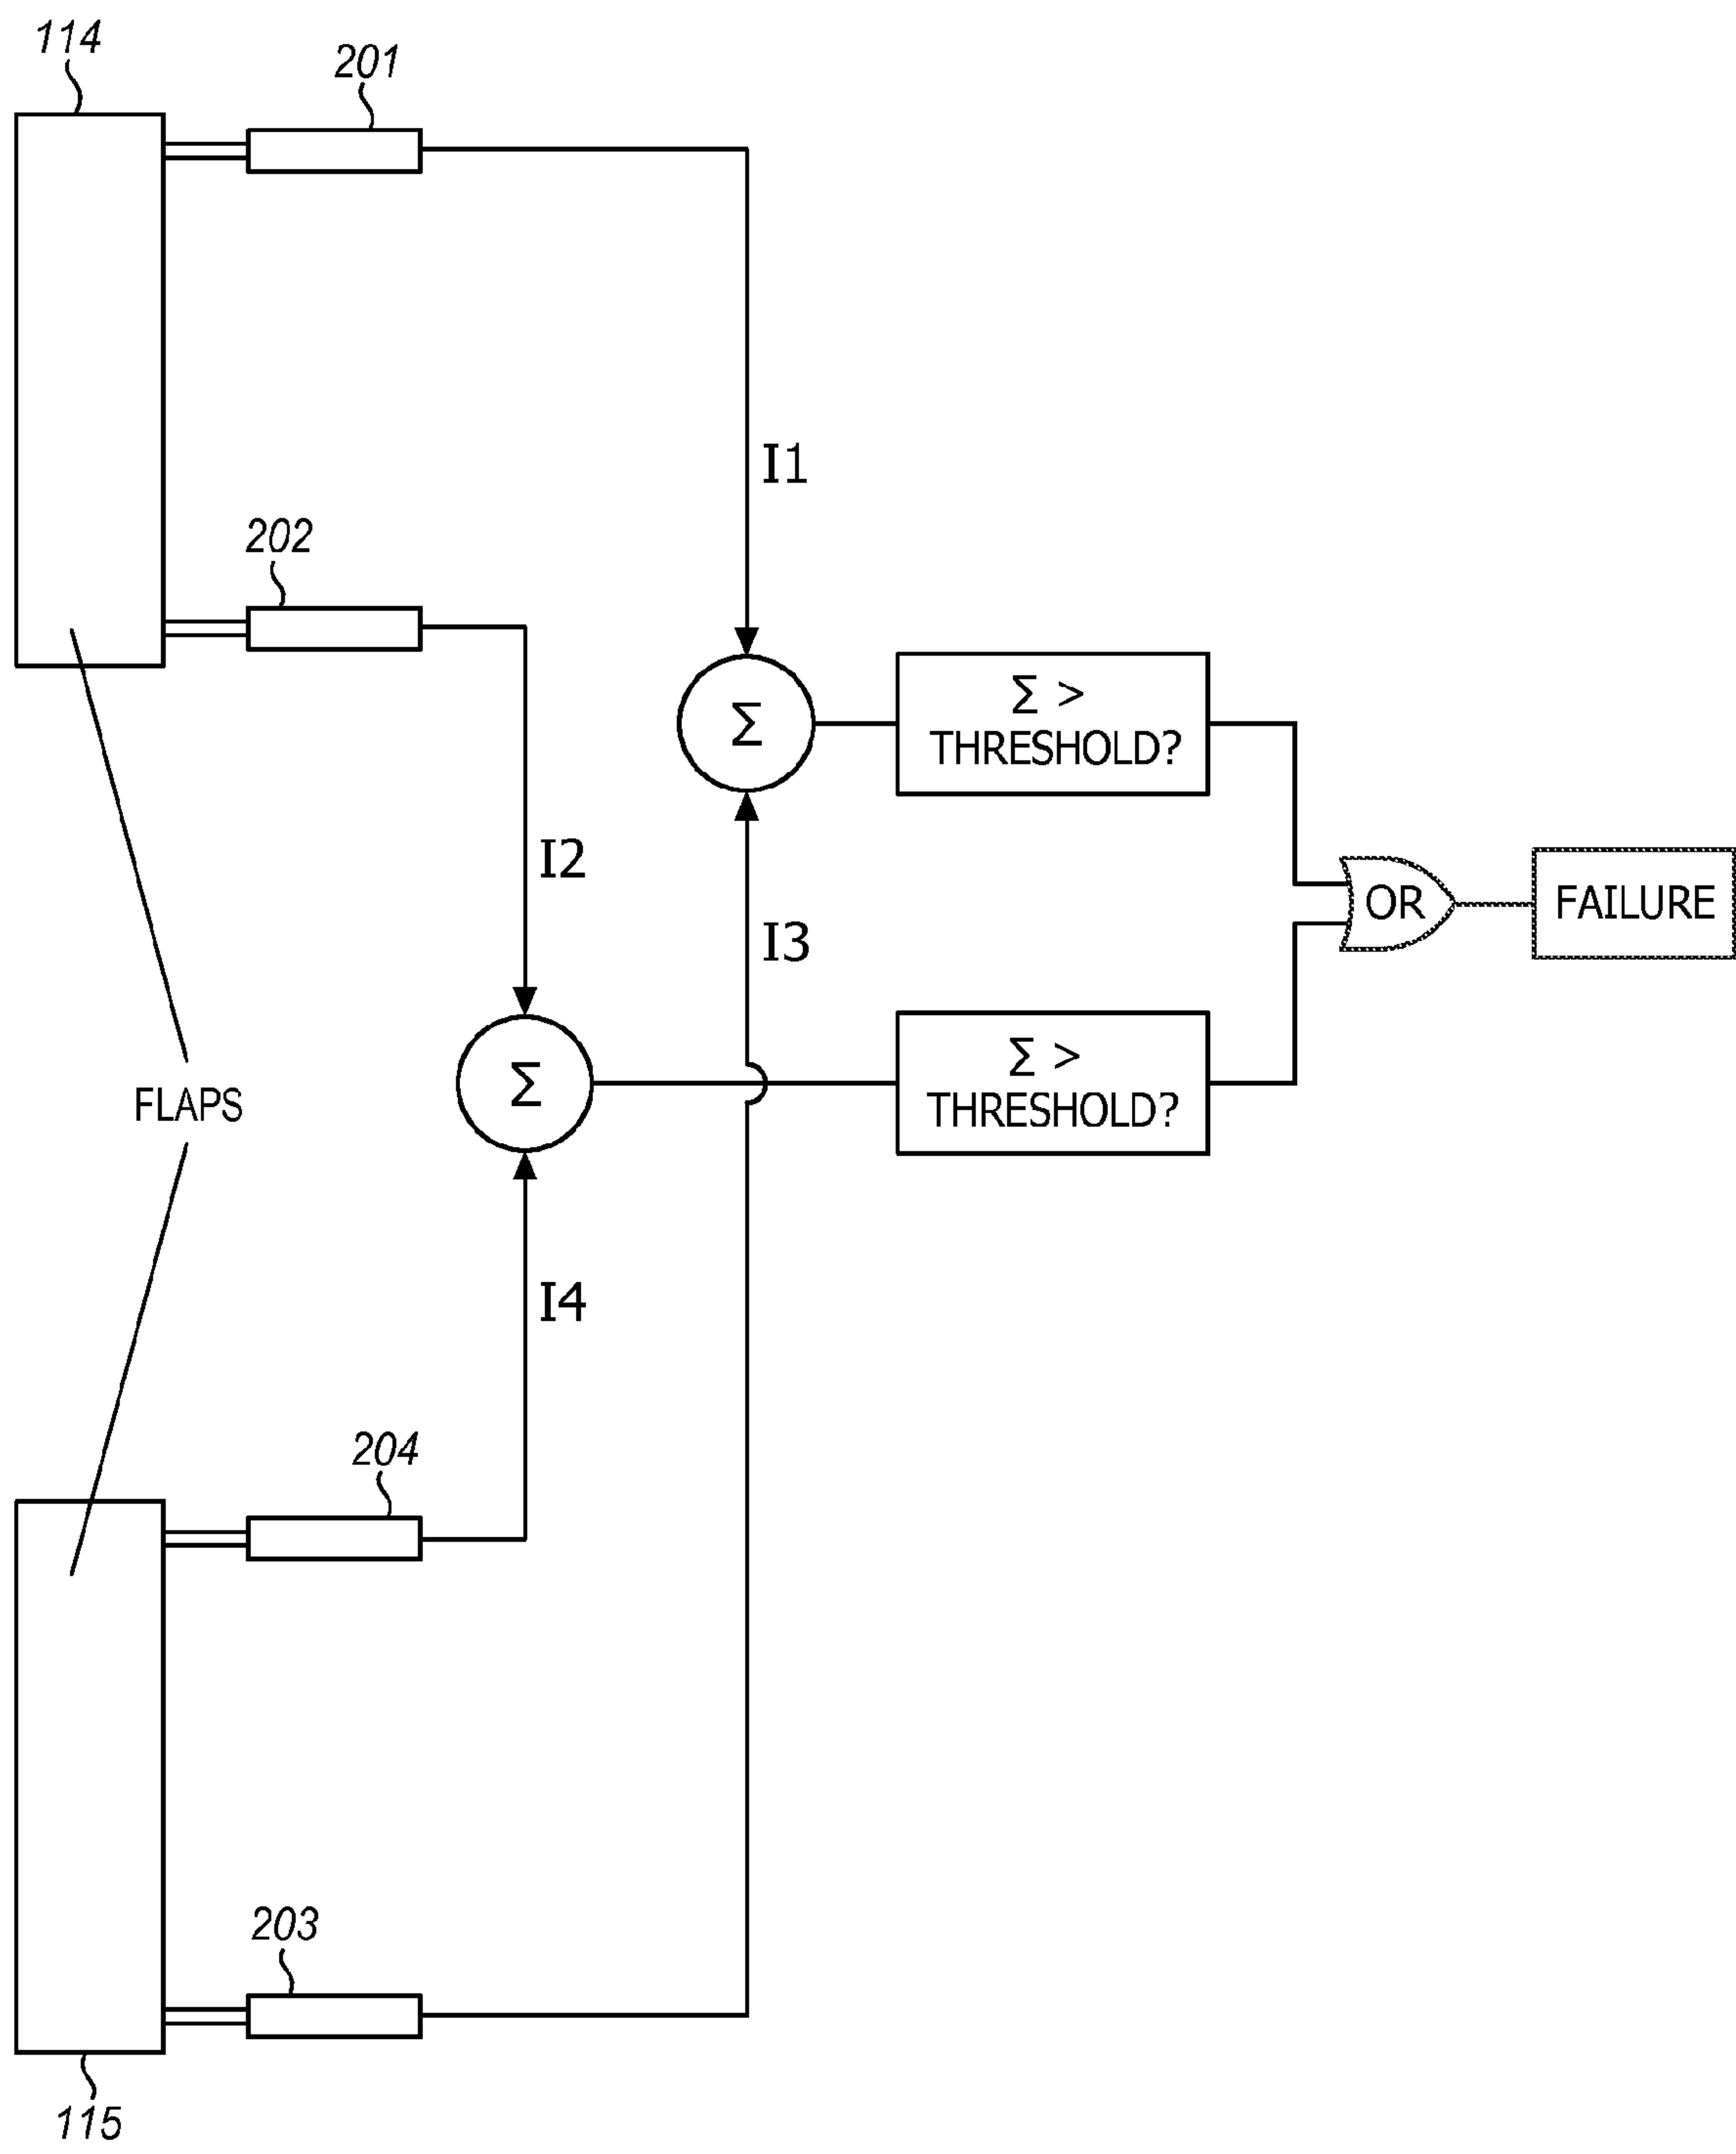 114
201
I1
202
Σ
Σ >
THRESHOLD?
I2
OR
FAILURE
I3
Σ
Σ >
THRESHOLD?
FLAPS
I4
204
203
115